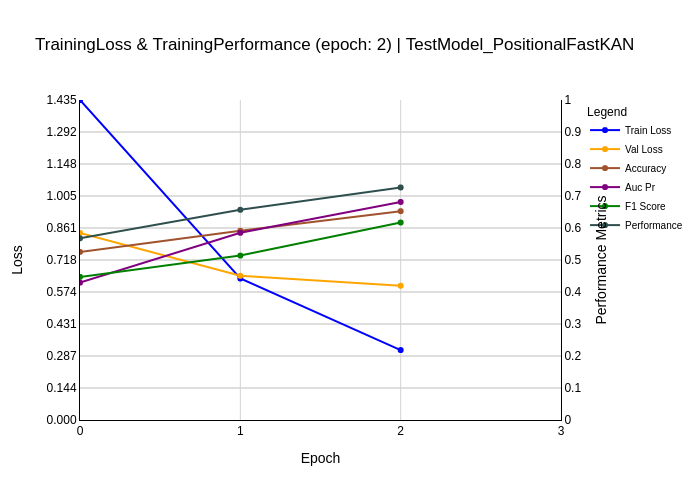 TrainingLoss & TrainingPerformance (epoch: 2) | TestModel_PositionalFastKAN
1.435
1.292
1.148
1.005
0.861
0.718
0.574
0.431
0.287
0.144
0.000
Loss
0
1
2
3
Epoch
1
0.9
0.8
0.7
0.6
0.5
0.4
0.3
0.2
0.1
0
Performance Metrics
Legend
Train Loss
Val Loss
Accuracy
Auc Pr
F1 Score
Performance